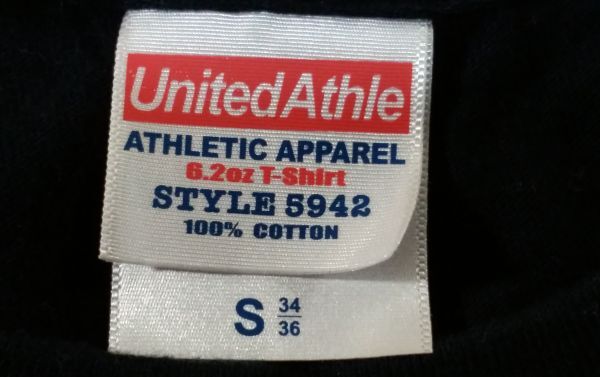 UnitedAthle
ATHLETIC APPAREL
6.2oz T-Shirt
STYLE 5942
100% COTTON
S 34
36